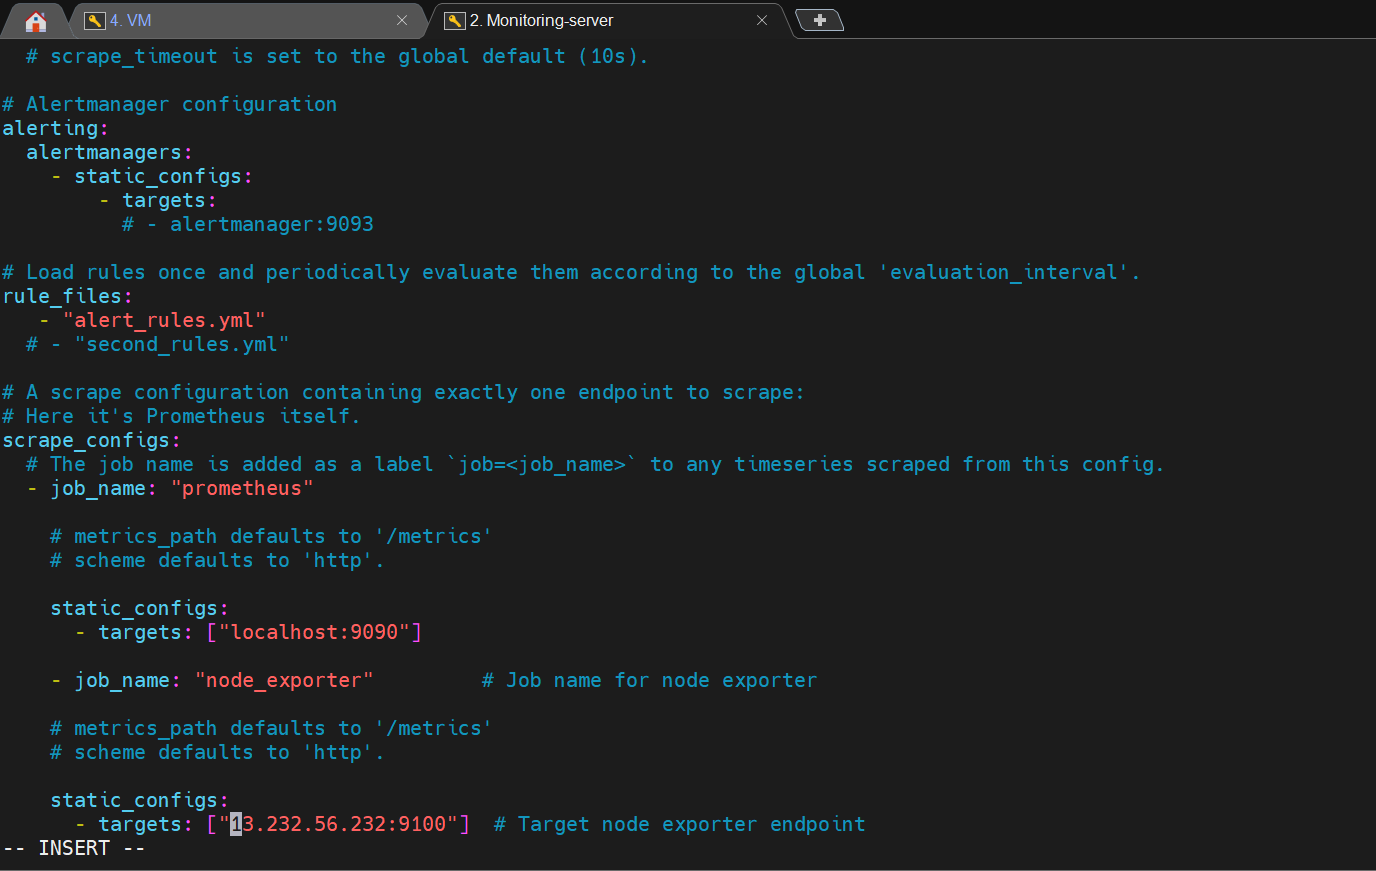 4. VM
2. Monitoring-server
  # scrape_timeout is set to the global default (10s).

# Alertmanager configuration
alerting:
  alertmanagers:
    - static_configs:
        - targets:
          # - alertmanager:9093

# Load rules once and periodically evaluate them according to the global 'evaluation_interval'.
rule_files:
   - "alert_rules.yml"
  # - "second_rules.yml"

# A scrape configuration containing exactly one endpoint to scrape:
# Here it's Prometheus itself.
scrape_configs:
  # The job name is added as a label `job=<job_name>` to any timeseries scraped from this config.
  - job_name: "prometheus"

    # metrics_path defaults to '/metrics'
    # scheme defaults to 'http'.

    static_configs:
      - targets: ["localhost:9090"]

    - job_name: "node_exporter"         # Job name for node exporter

    # metrics_path defaults to '/metrics'
    # scheme defaults to 'http'.

    static_configs:
      - targets: ["13.232.56.232:9100"]  # Target node exporter endpoint
-- INSERT --